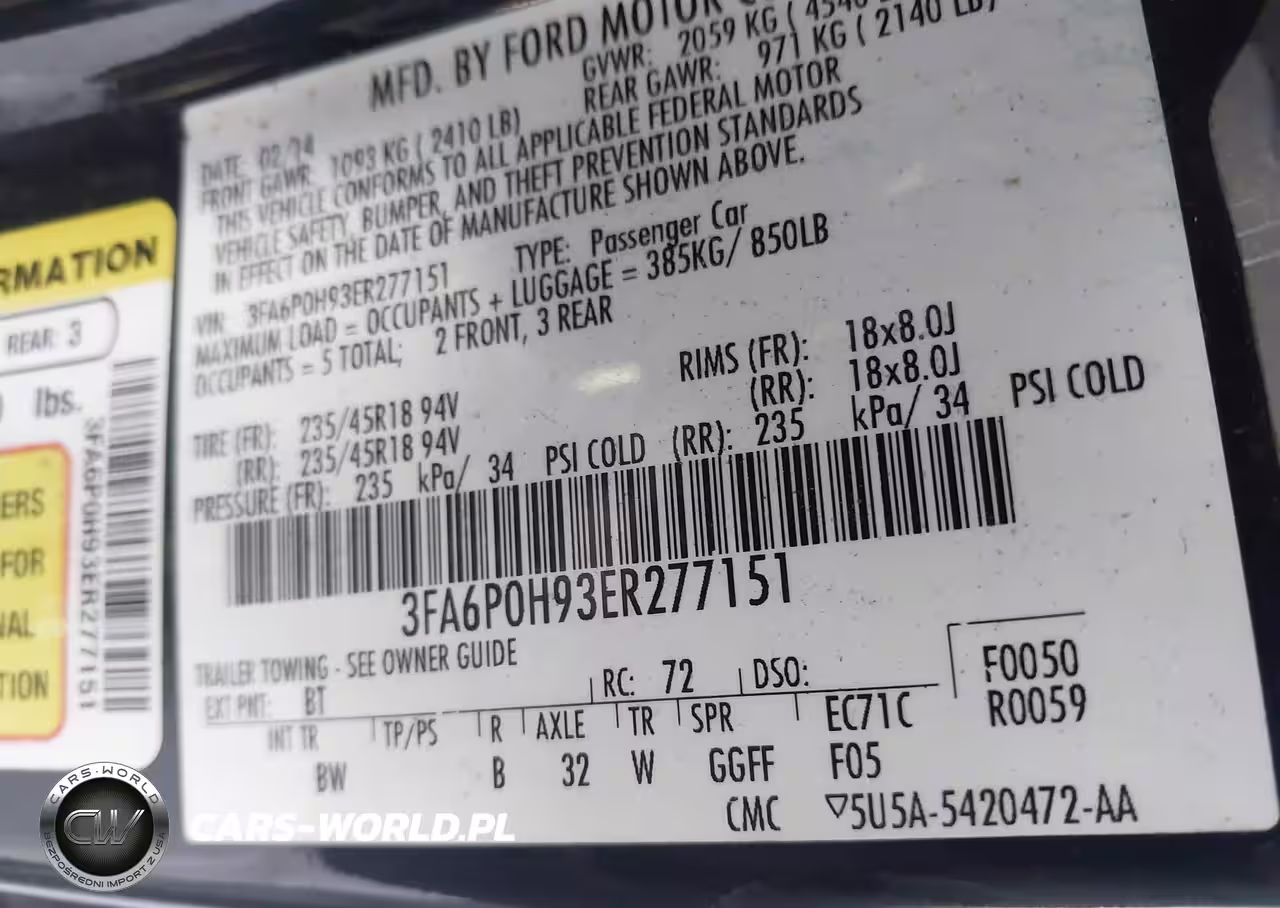 MFD. BY FORD MOTOR
GVWR: 2059 KG ( 4540
DATE: 02/14
REAR GAWR: 971 KG ( 2140 LB)
FRONT GAWR: 1093 KG ( 2410 LB)
THIS VEHICLE CONFORMS TO ALL APPLICABLE FEDERAL MOTOR
VEHICLE SAFETY, BUMPER, AND THEFT PREVENTION STANDARDS
IN EFFECT ON THE DATE OF MANUFACTURE SHOWN ABOVE.
VIN: 3FA6P0H93ER277151 TYPE: Passenger Car
MAXIMUM LOAD = OCCUPANTS + LUGGAGE = 385KG/ 850LB
OCCUPANTS = 5 TOTAL; 2 FRONT, 3 REAR
TIRE (FR): 235/45R18 94V RIMS (FR): 18x8.0J
(RR): 235/45R18 94V (RR): 18x8.0J
PRESSURE (FR): 235 kPa/ 34 PSI COLD (RR): 235 kPa/ 34 PSI COLD
3FA6P0H93ER277151
TRAILER TOWING - SEE OWNER GUIDE
EXT PNT: BT RC: 72 DSO: F0050
INT TR TP/PS R AXLE TR SPR EC71C R0059
BW B 32 W GGFF F05
CMC ▽5U5A-5420472-AA
RMATION
REAR: 3
lbs.
3FA6P0H93ER277151
ERS
FOR
NAL
TION
CARS-WORLD
CW
BEZPOŚREDNI IMPORT Z USA
CARS-WORLD.PL